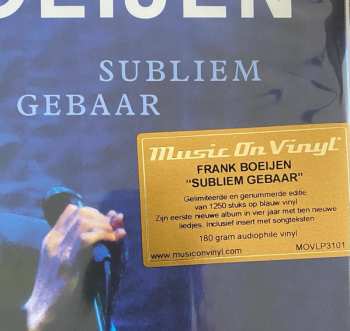 BOEIJEN
SUBLIEM
GEBAAR
Music On Vinyl
FRANK BOEIJEN
"SUBLIEM GEBAAR"
Gelimiteerde en genummerde editie
van 1250 stuks op blauw vinyl
Zijn eerste nieuwe album in vier jaar met tien nieuwe
liedjes. Inclusief insert met songteksten
180 gram audiophile vinyl
www.musiconvinyl.com MOVLP3101